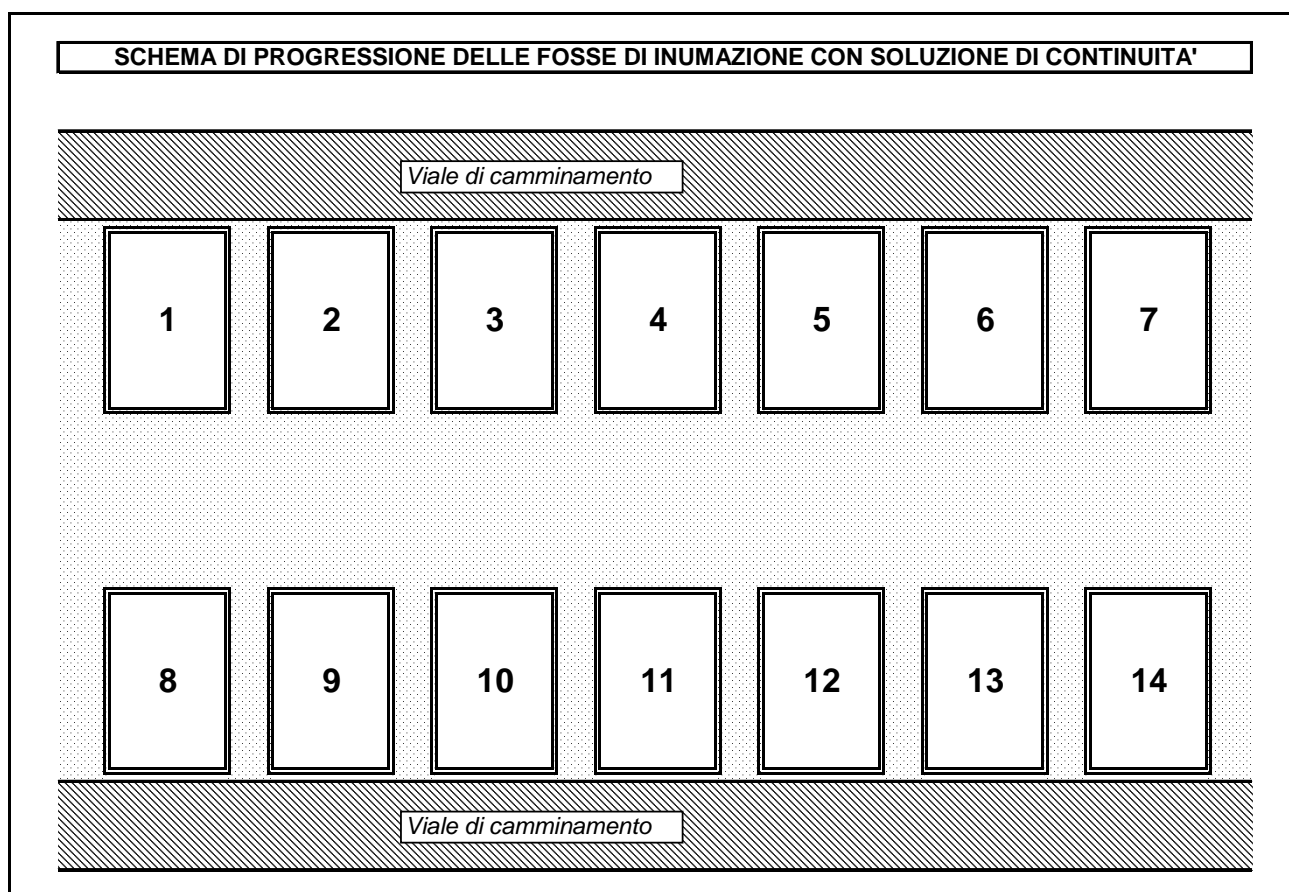 SCHEMA DI PROGRESSIONE DELLE FOSSE DI INUMAZIONE CON SOLUZIONE DI CONTINUITA'
Viale di camminamento
1 2 3 4 5 6 7
8 9 10 11 12 13 14
Viale di camminamento